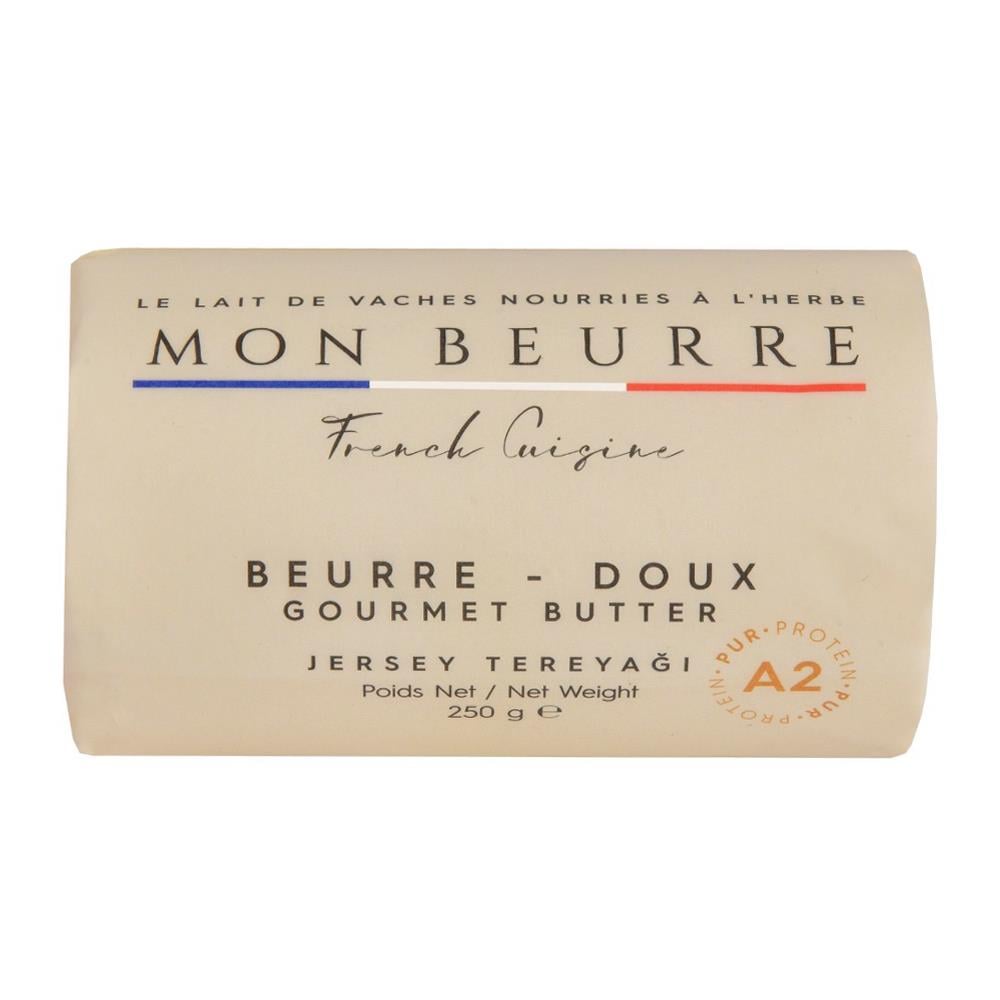 LE LAIT DE VACHES NOURRIES À L'HERBE
MON BEURRE
French Cuisine
BEURRE - DOUX
GOURMET BUTTER
JERSEY TEREYAĞI
Poids Net / Net Weight
250 g ℮
PUR · PROTEIN · PUR · PROTEIN ·
A2